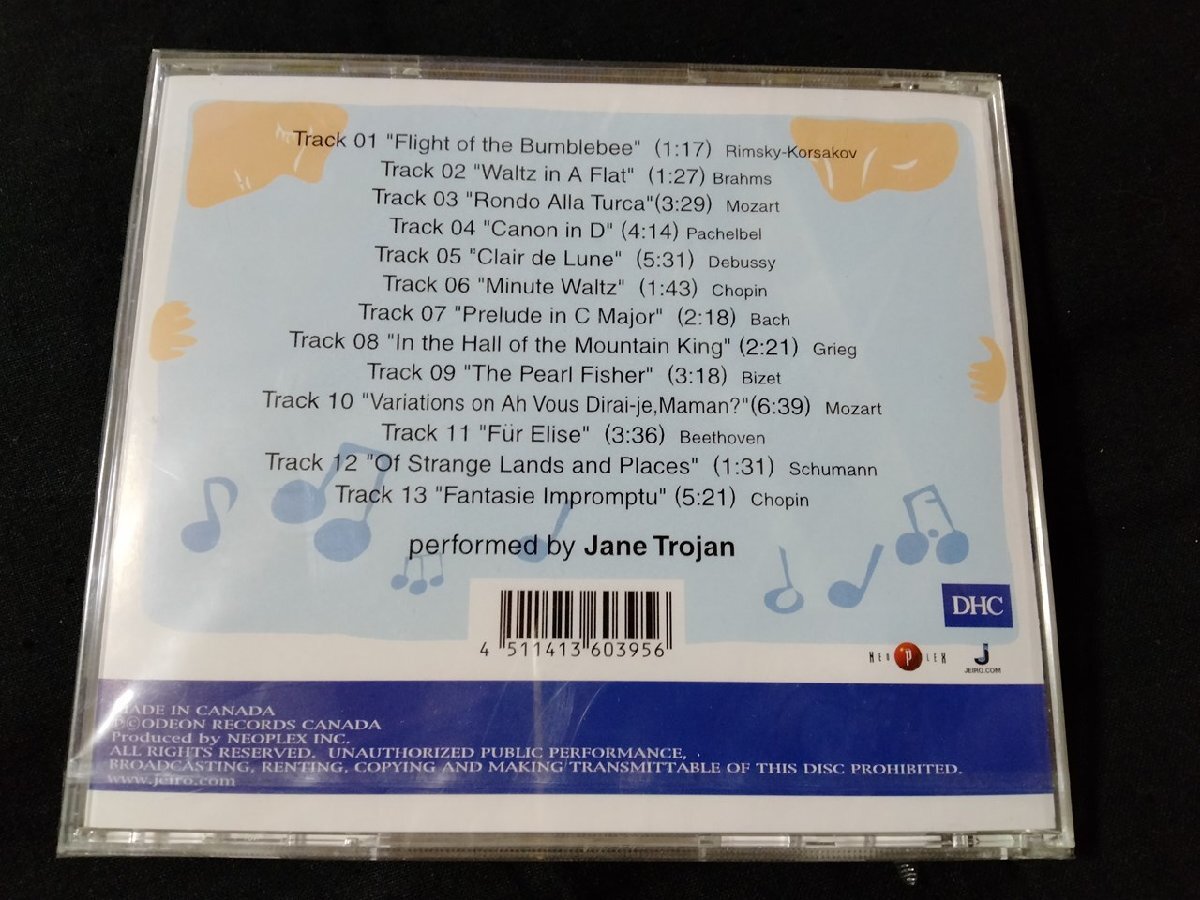 Track 01 "Flight of the Bumblebee" (1:17) Rimsky-Korsakov
Track 02 "Waltz in A Flat" (1:27) Brahms
Track 03 "Rondo Alla Turca"(3:29) Mozart
Track 04 "Canon in D" (4:14) Pachelbel
Track 05 "Clair de Lune" (5:31) Debussy
Track 06 "Minute Waltz" (1:43) Chopin
Track 07 "Prelude in C Major" (2:18) Bach
Track 08 "In the Hall of the Mountain King" (2:21) Grieg
Track 09 "The Pearl Fisher" (3:18) Bizet
Track 10 "Variations on Ah Vous Dirai-je,Maman?"(6:39) Mozart
Track 11 "Für Elise" (3:36) Beethoven
Track 12 "Of Strange Lands and Places" (1:31) Schumann
Track 13 "Fantasie Impromptu" (5:21) Chopin
performed by Jane Trojan
DHC
4 511413 603956
NEOPLEX
JEIRO.COM
MADE IN CANADA
Ⓟ©ODEON RECORDS CANADA
Produced by NEOPLEX INC.
ALL RIGHTS RESERVED. UNAUTHORIZED PUBLIC PERFORMANCE,
BROADCASTING, RENTING, COPYING AND MAKING TRANSMITTABLE OF THIS DISC PROHIBITED.
www.jeiro.com